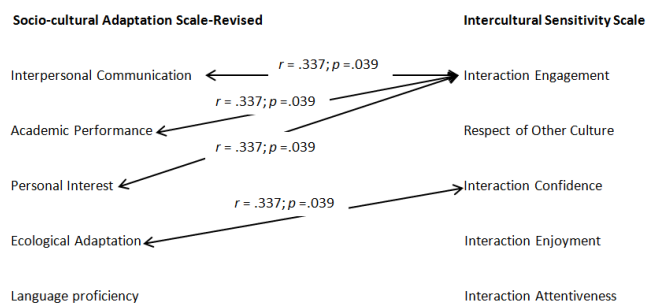 Socio-cultural Adaptation Scale-Revised Intercultural Sensitivity Scale
r = .337; p =.039
Interpersonal Communication Interaction Engagement
r = .337; p =.039
Academic Performance Respect of Other Culture
r = .337; p =.039
Personal Interest Interaction Confidence
r = .337; p =.039
Ecological Adaptation Interaction Enjoyment
Language proficiency Interaction Attentiveness